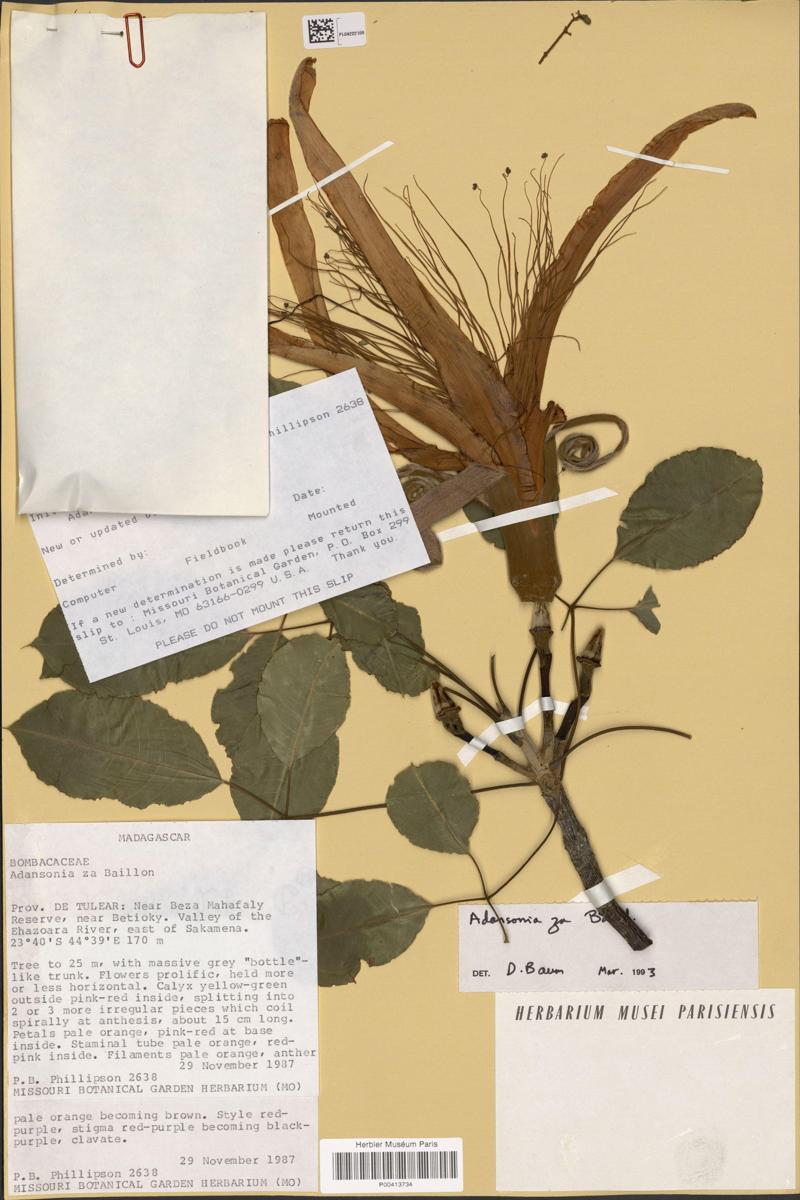 PLGN222109
hillipson 2638
Date:
New or updated
Mounted
Determined by:
Fieldbook
Computer
If a new determination is made please return this
slip to : Missouri Botanical Garden, P.O. Box 299
St. Louis, MO 63166-0299 U.S.A. Thank you.
PLEASE DO NOT MOUNT THIS SLIP
MADAGASCAR
BOMBACACEAE
Adansonia za Baillon
Prov. DE TULEAR: Near Beza Mahafaly
Reserve, near Betioky. Valley of the
Ehazoara River, east of Sakamena.
23°40'S 44°39'E 170 m
Tree to 25 m, with massive grey "bottle"-
like trunk. Flowers prolific, held more
or less horizontal. Calyx yellow-green
outside pink-red inside, splitting into
2 or 3 more irregular pieces which coil
spirally at anthesis, about 15 cm long.
Petals pale orange, pink-red at base
inside. Staminal tube pale orange, red-
pink inside. Filaments pale orange, anther
29 November 1987
P.B. Phillipson 2638
MISSOURI BOTANICAL GARDEN HERBARIUM (MO)
pale orange becoming brown. Style red-
purple, stigma red-purple becoming black-
purple, clavate.
29 November 1987
P.B. Phillipson 2638
MISSOURI BOTANICAL GARDEN HERBARIUM (MO)
Adansonia za
DET. D. Baum Mar. 1993
HERBARIUM MUSEI PARISIENSIS
Herbier Muséum Paris
P00413734